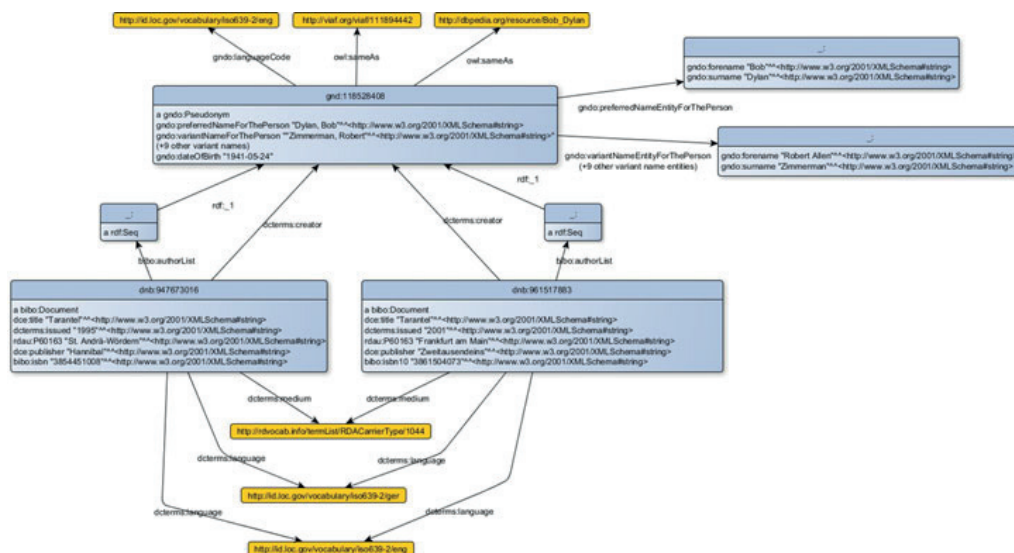 http://id.loc.gov/vocabulary/iso639-2/eng
http://viaf.org/viaf/111894442
http://dbpedia.org/resource/Bob_Dylan
gndo:languageCode
owl:sameAs
owl:sameAs
_:
gndo:forename "Bob"^^<http://www.w3.org/2001/XMLSchema#string>
gndo:surname "Dylan"^^<http://www.w3.org/2001/XMLSchema#string>
gnd:118528408
a gndo:Pseudonym
gndo:preferredNameForThePerson "Dylan, Bob"^^<http://www.w3.org/2001/XMLSchema#string>
gndo:variantNameForThePerson ""Zimmerman, Robert"^^<http://www.w3.org/2001/XMLSchema#string>"
(+9 other variant names)
gndo:dateOfBirth "1941-05-24"
gndo:preferredNameEntityForThePerson
_:
gndo:forename "Robert Allen"^^<http://www.w3.org/2001/XMLSchema#string>
gndo:surname "Zimmerman"^^<http://www.w3.org/2001/XMLSchema#string>
gndo:variantNameEntityForThePerson
(+9 other variant name entities)
rdf:_1
rdf:_1
_:
a rdf:Seq
dcterms:creator
dcterms:creator
_:
a rdf:Seq
bibo:authorList
bibo:authorList
dnb:947673016
a bibo:Document
dce:title "Tarantel"^^<http://www.w3.org/2001/XMLSchema#string>
dcterms:issued "1995"^^<http://www.w3.org/2001/XMLSchema#string>
rdau:P60163 "St. Andrä-Wördern"^^<http://www.w3.org/2001/XMLSchema#string>
dce:publisher "Hannibal"^^<http://www.w3.org/2001/XMLSchema#string>
bibo:isbn "3854451008"^^<http://www.w3.org/2001/XMLSchema#string>
dnb:961517883
a bibo:Document
dce:title "Tarantel"^^<http://www.w3.org/2001/XMLSchema#string>
dcterms:issued "2001"^^<http://www.w3.org/2001/XMLSchema#string>
rdau:P60163 "Frankfurt am Main"^^<http://www.w3.org/2001/XMLSchema#string>
dce:publisher "Zweitausendeins"^^<http://www.w3.org/2001/XMLSchema#string>
bibo:isbn10 "3861504073"^^<http://www.w3.org/2001/XMLSchema#string>
dcterms:medium
dcterms:medium
http://rdvocab.info/termList/RDACarrierType/1044
dcterms:language
dcterms:language
http://id.loc.gov/vocabulary/iso639-2/ger
dcterms:language
dcterms:language
http://id.loc.gov/vocabulary/iso639-2/eng